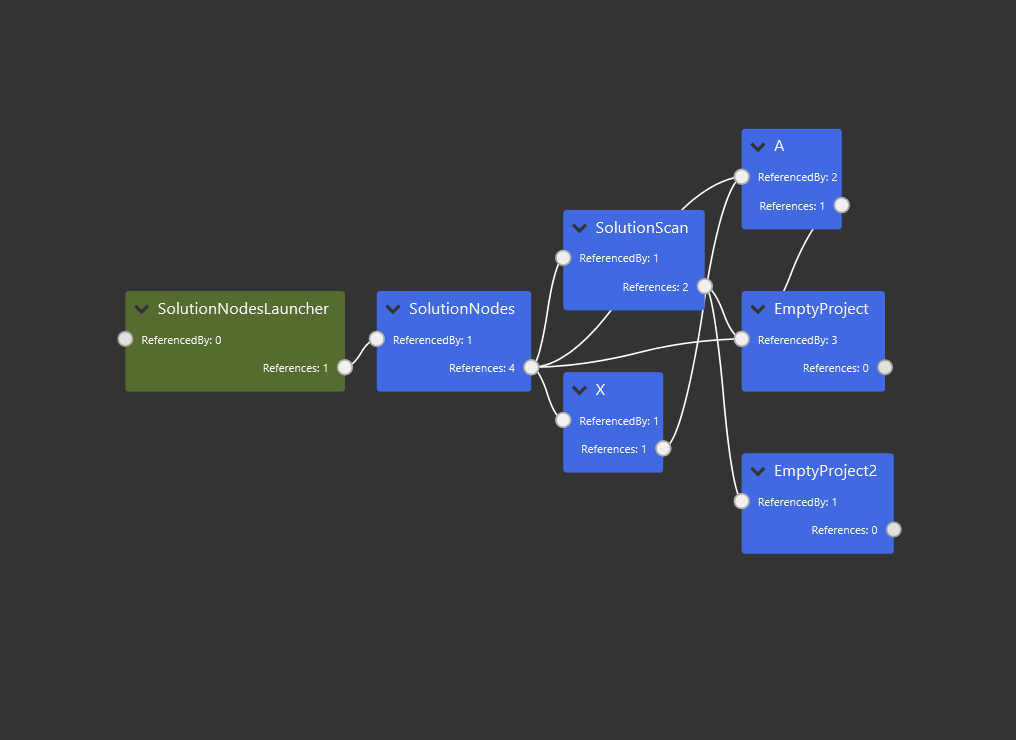 A
ReferencedBy: 2
References: 1
SolutionScan
ReferencedBy: 1
References: 2
SolutionNodesLauncher
ReferencedBy: 0
References: 1
SolutionNodes
ReferencedBy: 1
References: 4
EmptyProject
ReferencedBy: 3
References: 0
X
ReferencedBy: 1
References: 1
EmptyProject2
ReferencedBy: 1
References: 0